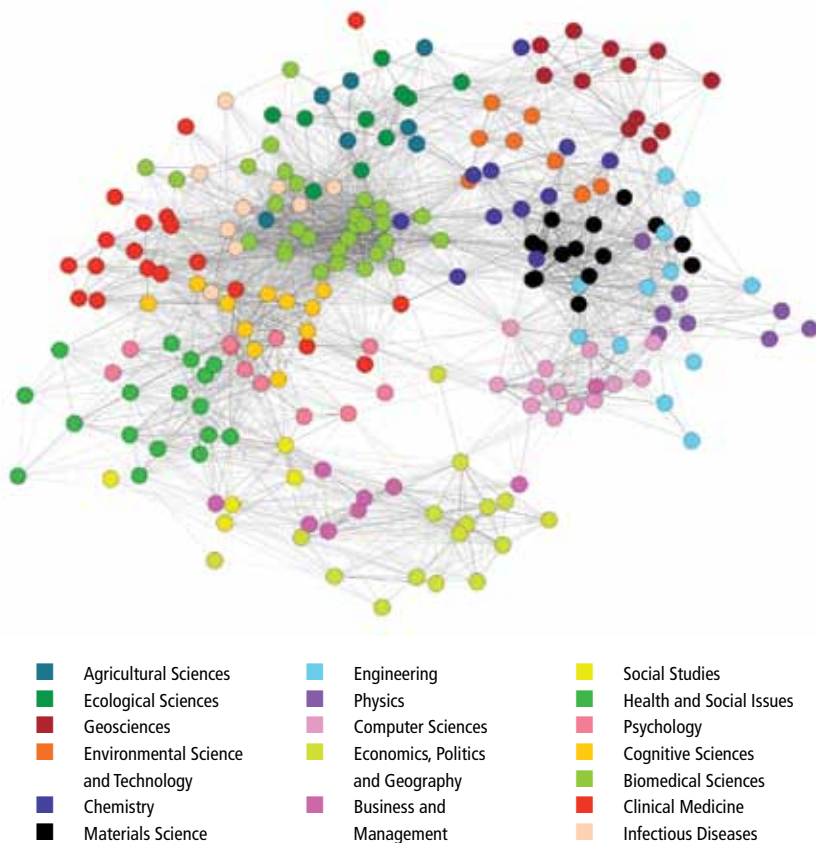 Agricultural Sciences
Ecological Sciences
Geosciences
Environmental Science
and Technology
Chemistry
Materials Science
Engineering
Physics
Computer Sciences
Economics, Politics
and Geography
Business and
Management
Social Studies
Health and Social Issues
Psychology
Cognitive Sciences
Biomedical Sciences
Clinical Medicine
Infectious Diseases